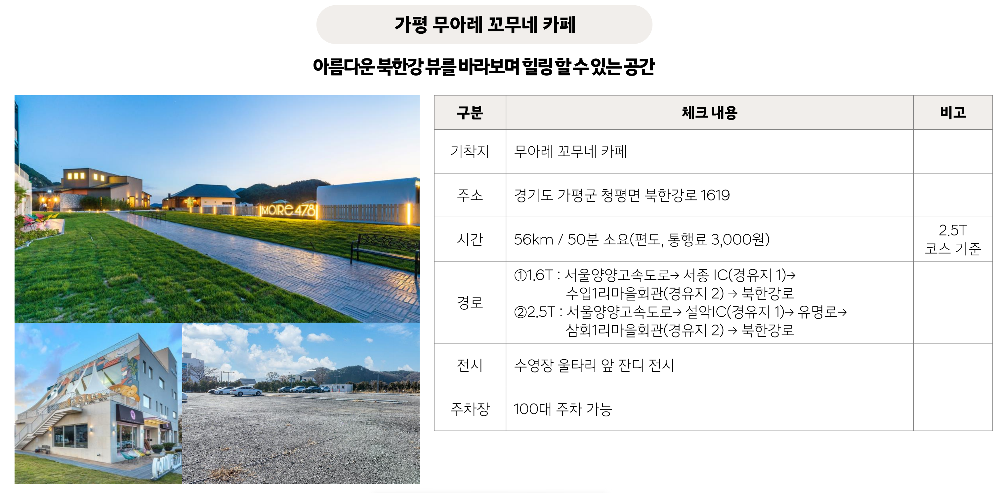 가평 무아레 꼬무네 카페
아름다운 북한강 뷰를 바라보며 힐링 할 수 있는 공간
MOIRE 478
구분 체크 내용 비고
기착지 무아레 꼬무네 카페
주소 경기도 가평군 청평면 북한강로 1619
시간 56km / 50분 소요(편도, 통행료 3,000원) 2.5T
코스 기준
경로 ①1.6T : 서울양양고속도로→ 서종 IC(경유지 1)→
수입1리마을회관(경유지 2) → 북한강로
②2.5T : 서울양양고속도로→ 설악IC(경유지 1)→ 유명로→
삼회1리마을회관(경유지 2) → 북한강로
전시 수영장 울타리 앞 잔디 전시
주차장 100대 주차 가능